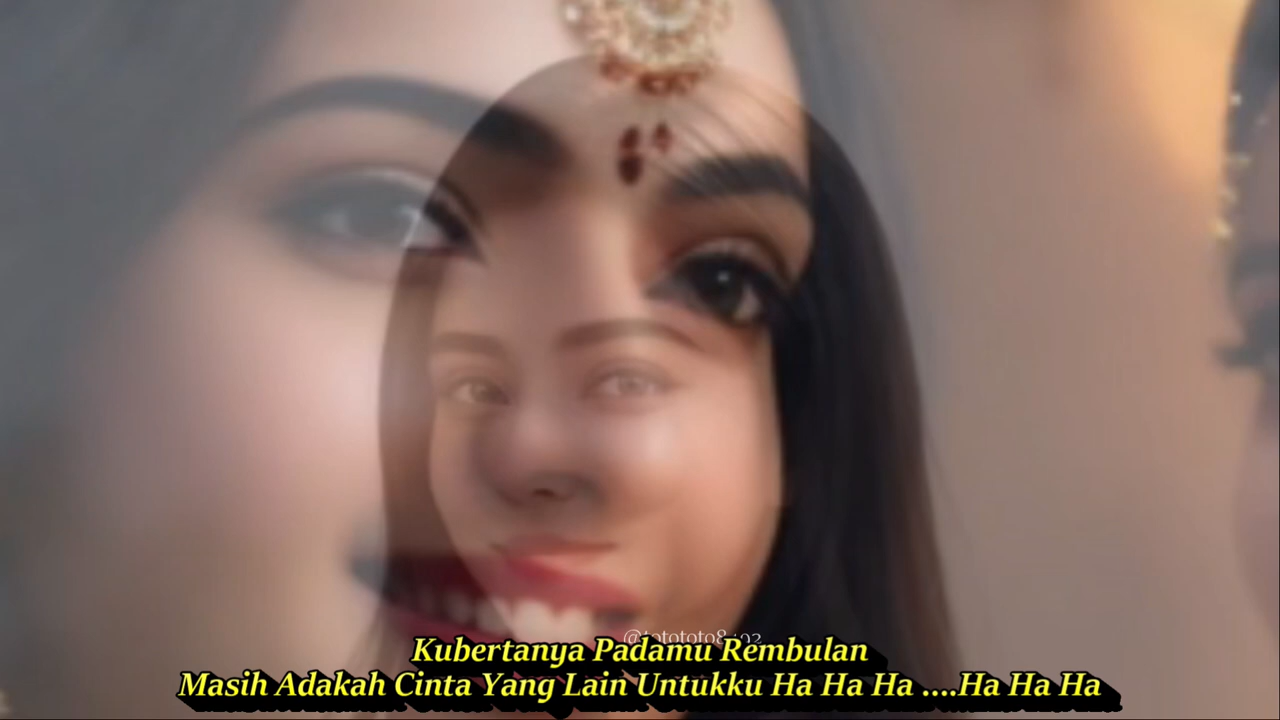 Kubertanya Padamu Rembulan
Masih Adakah Cinta Yang Lain Untukku Ha Ha Ha ....Ha Ha Ha